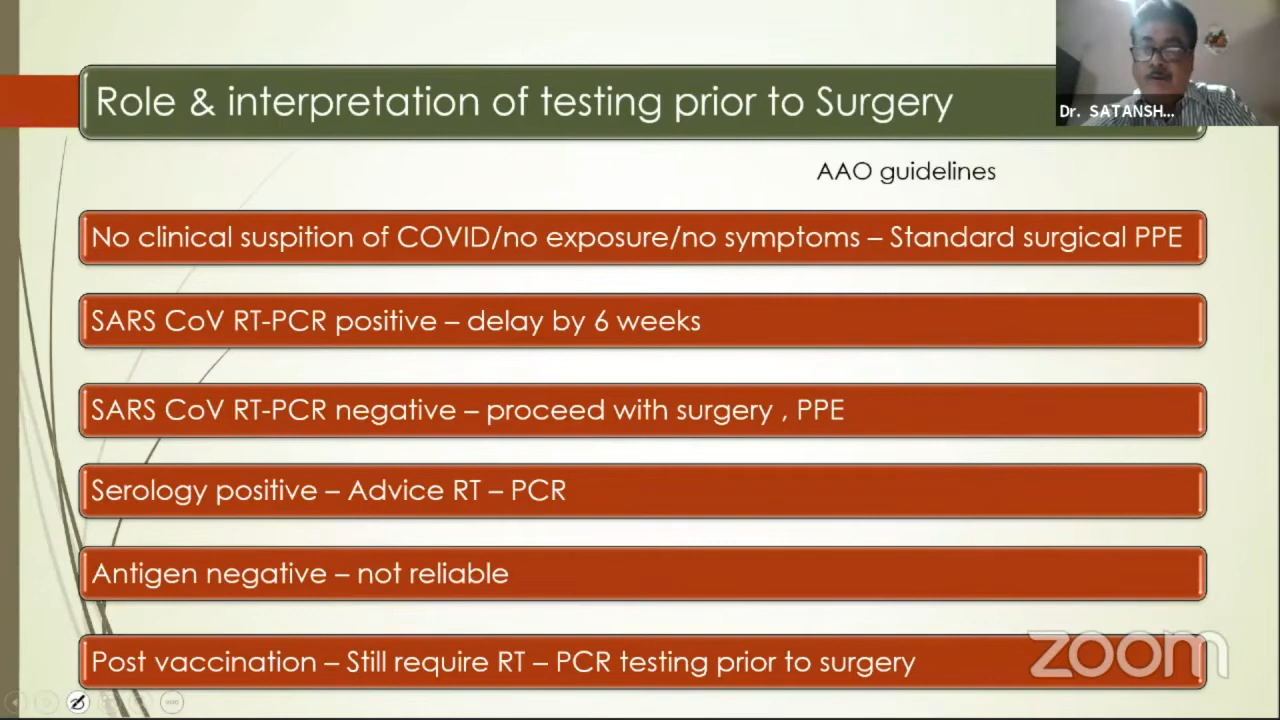 Role & interpretation of testing prior to Surgery
Dr. SATANSH...
AAO guidelines
No clinical suspition of COVID/no exposure/no symptoms – Standard surgical PPE
SARS CoV RT-PCR positive – delay by 6 weeks
SARS CoV RT-PCR negative – proceed with surgery , PPE
Serology positive – Advice RT – PCR
Antigen negative – not reliable
Post vaccination – Still require RT – PCR testing prior to surgery
zoom